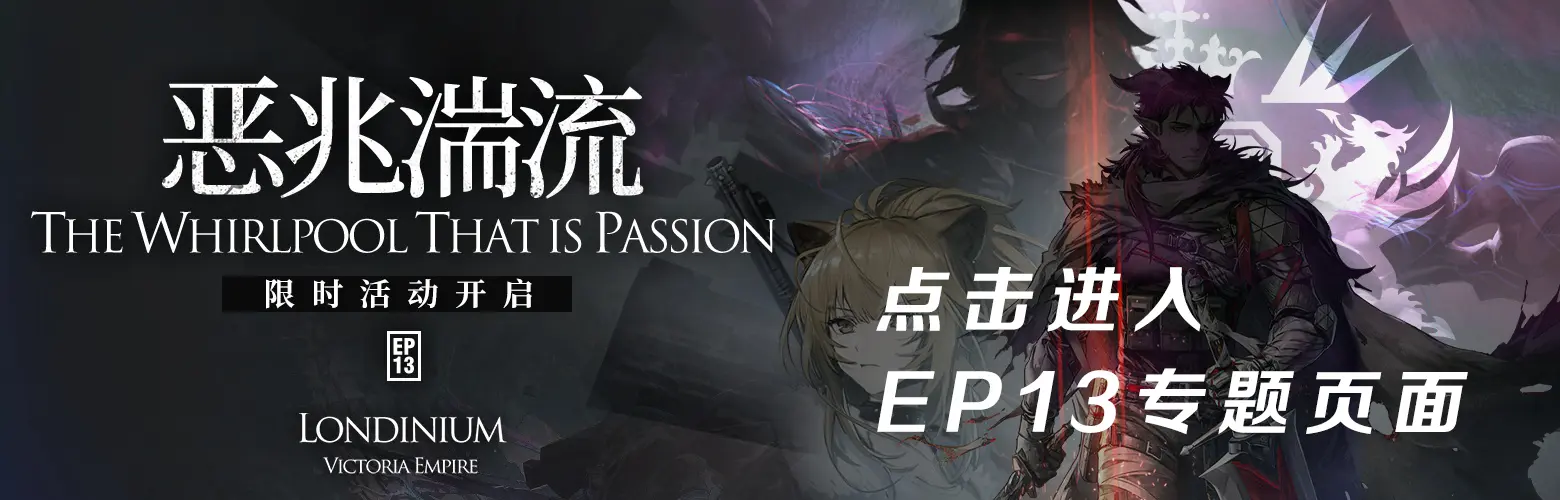 恶兆湍流
THE WHIRLPOOL THAT IS PASSION
限时活动开启
EP
13
LONDINIUM
VICTORIA EMPIRE
点击进入
EP13专题页面